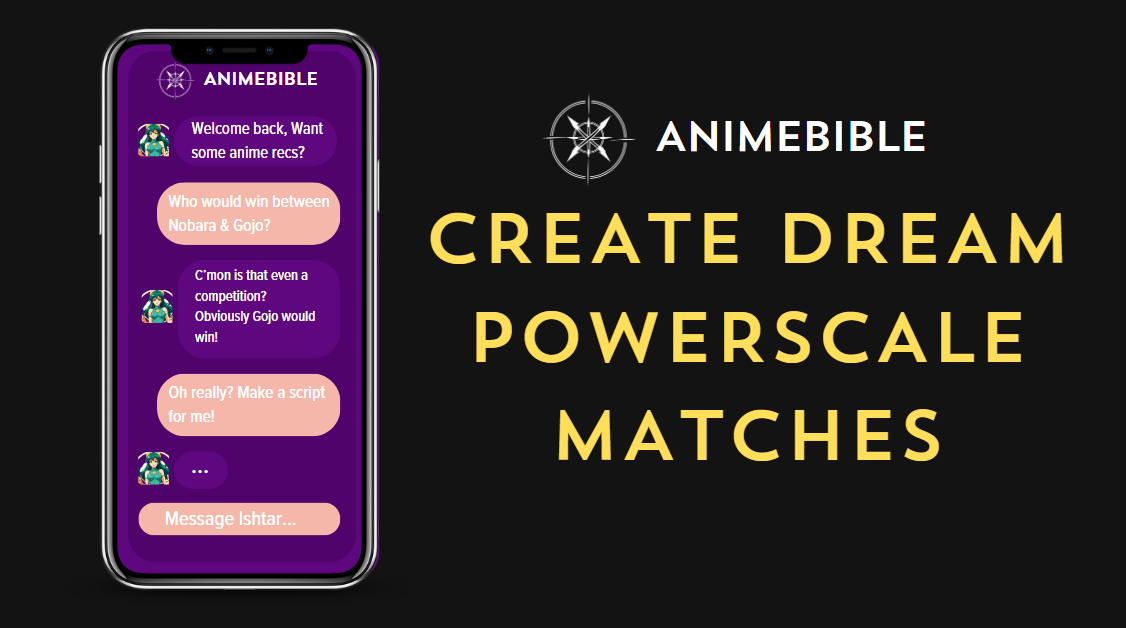 ANIMEBIBLE
Welcome back, Want
some anime recs?
Who would win between
Nobara & Gojo?
C'mon is that even a
competition?
Obviously Gojo would
win!
Oh really? Make a script
for me!
...
Message Ishtar...
ANIMEBIBLE
CREATE DREAM
POWERSCALE
MATCHES